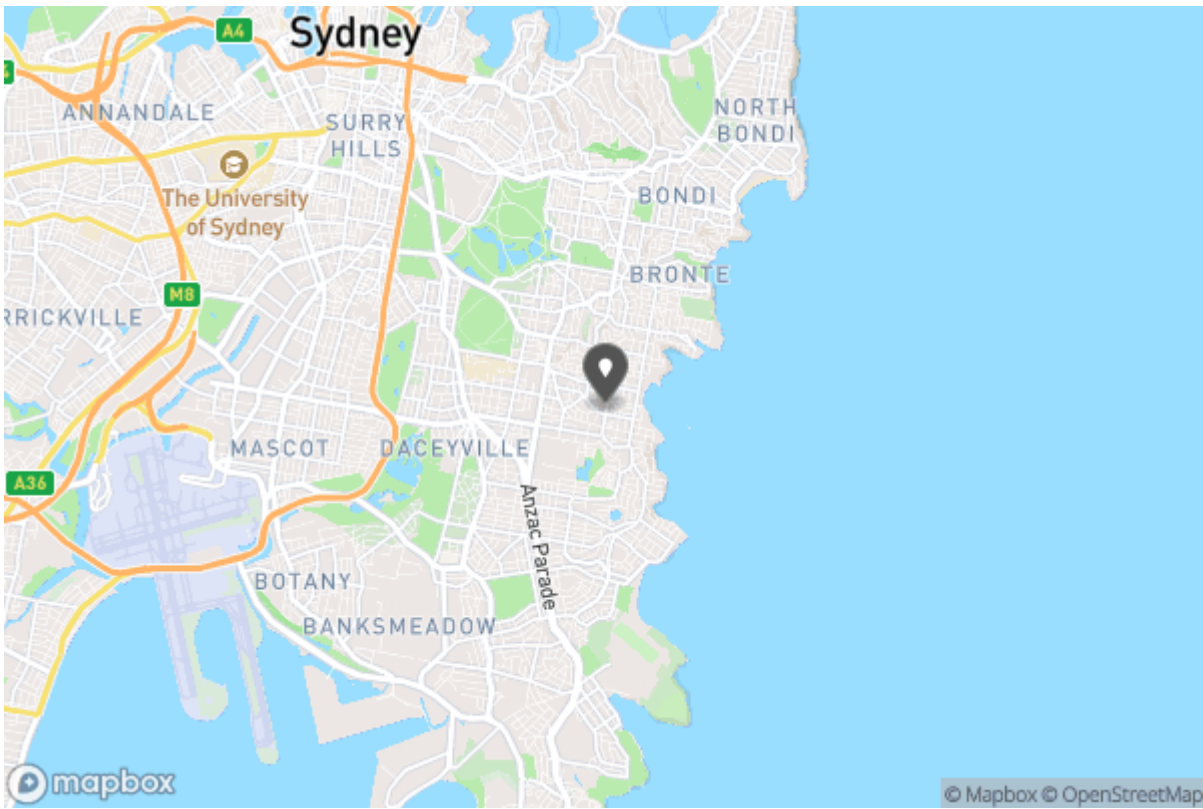 A4
Sydney
4
ANNANDALE
SURRY
HILLS
NORTH
BONDI
The University
of Sydney
BONDI
BRONTE
M8
RRICKVILLE
MASCOT
DACEYVILLE
A36
Anzac Parade
BOTANY
BANKSMEADOW
mapbox
© Mapbox © OpenStreetMap